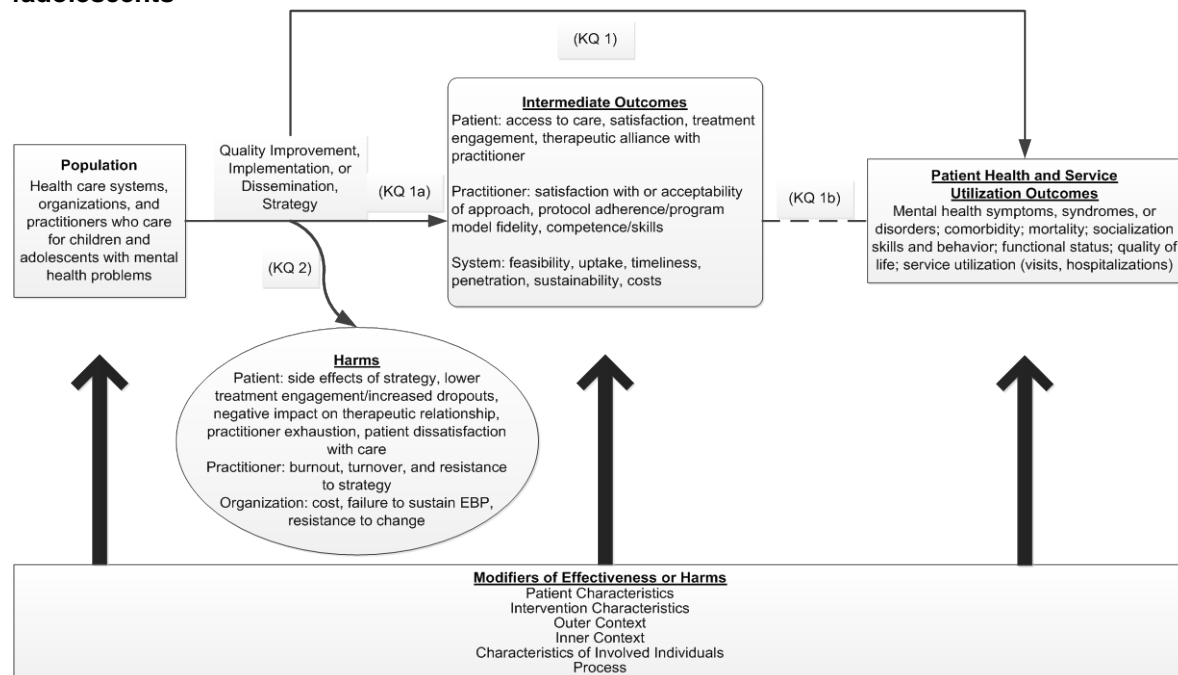 (KQ 1)
Population
Health care systems,
organizations, and
practitioners who care
for children and
adolescents with mental
health problems
Quality Improvement,
Implementation, or
Dissemination,
Strategy
(KQ 1a)
(KQ 2)
Intermediate Outcomes
Patient: access to care, satisfaction, treatment
engagement, therapeutic alliance with
practitioner
Practitioner: satisfaction with or acceptability
of approach, protocol adherence/program
model fidelity, competence/skills
System: feasibility, uptake, timeliness,
penetration, sustainability, costs
(KQ 1b)
Patient Health and Service
Utilization Outcomes
Mental health symptoms, syndromes, or
disorders; comorbidity; mortality; socialization
skills and behavior; functional status; quality of
life; service utilization (visits, hospitalizations)
Harms
Patient: side effects of strategy, lower
treatment engagement/increased dropouts,
negative impact on therapeutic relationship,
practitioner exhaustion, patient dissatisfaction
with care
Practitioner: burnout, turnover, and resistance
to strategy
Organization: cost, failure to sustain EBP,
resistance to change
Modifiers of Effectiveness or Harms
Patient Characteristics
Intervention Characteristics
Outer Context
Inner Context
Characteristics of Involved Individuals
Process